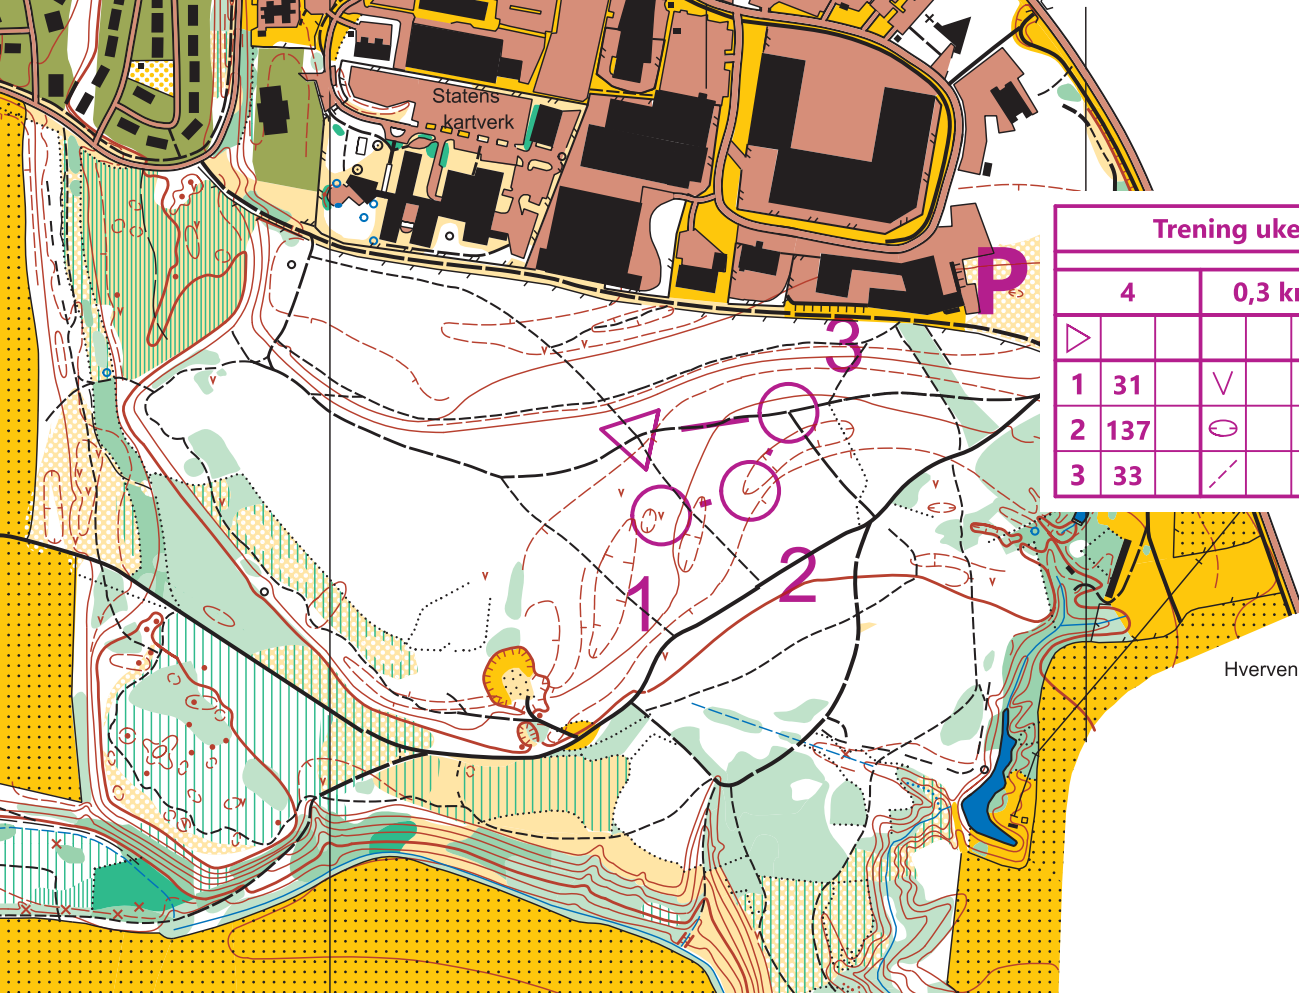 Statens
kartverk
P
Trening uke
4 0,3 k
3
1 31
2 137
3 33
2
1
Hverven